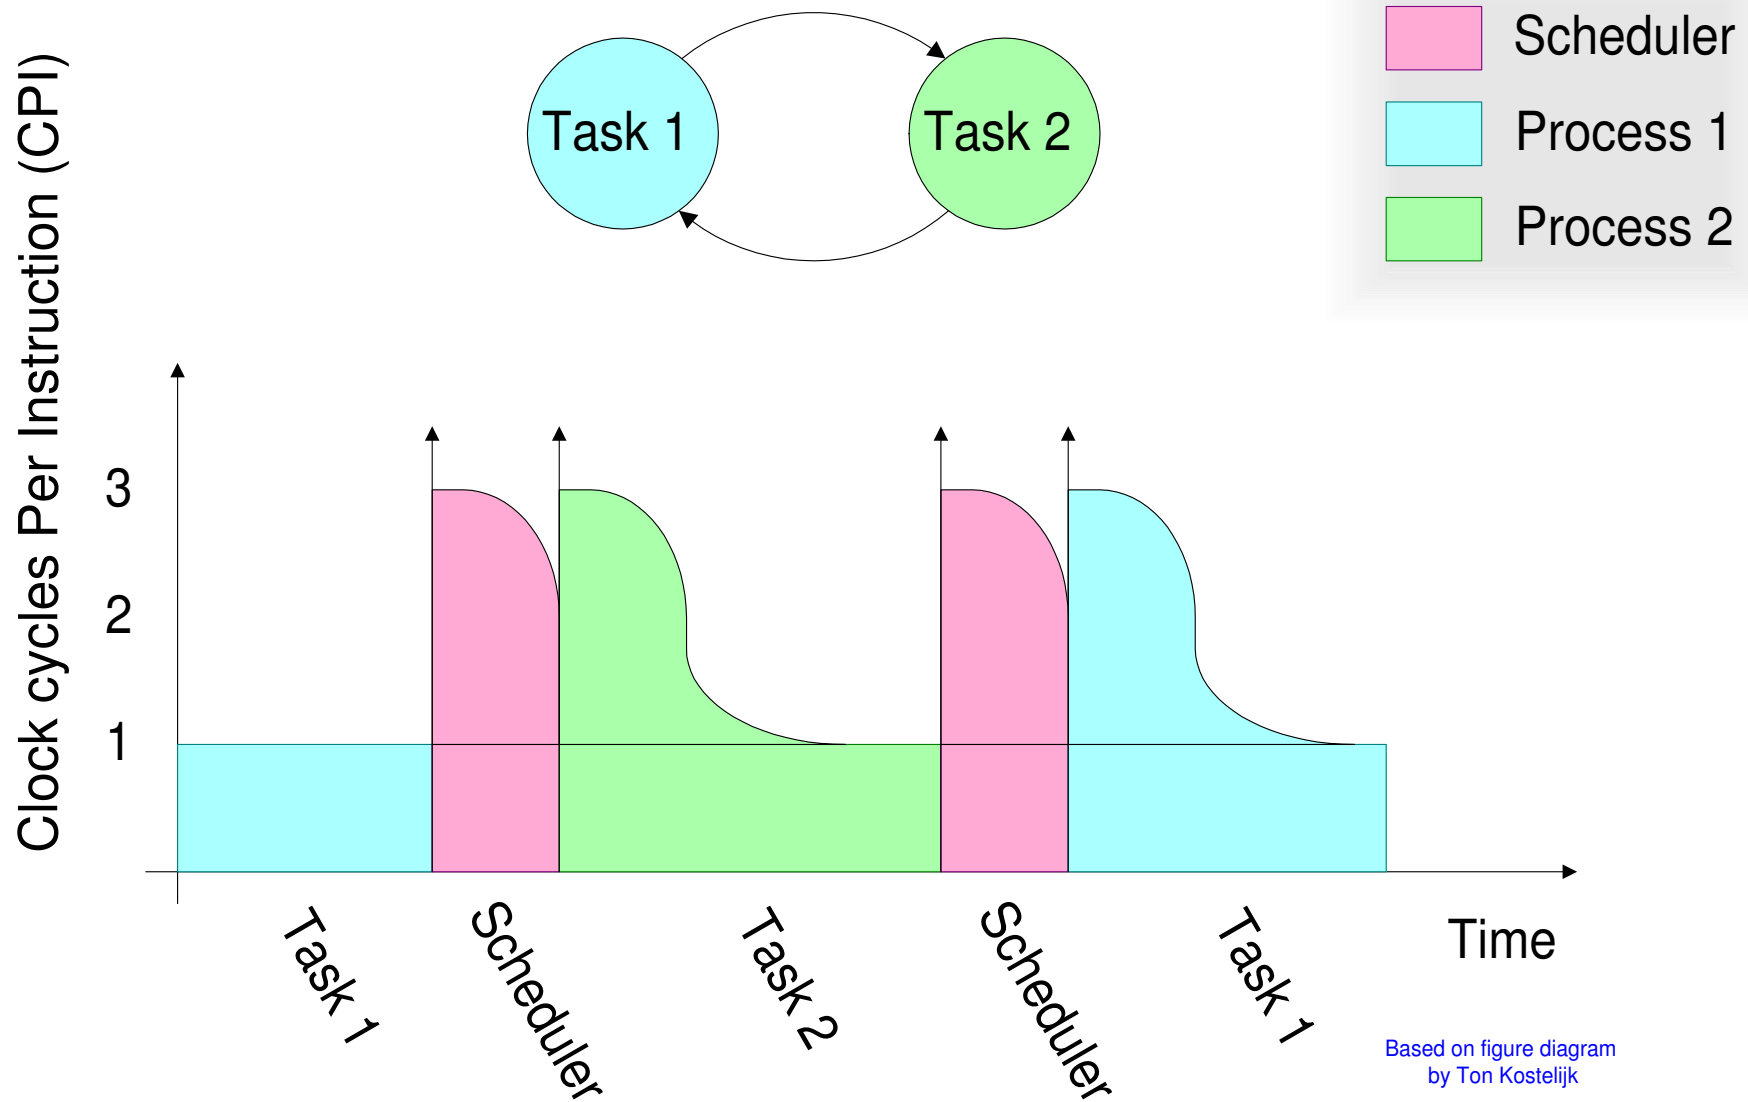 Clock cycles Per Instruction (CPI)
Task 1
Task 2
Scheduler
Process 1
Process 2
3
2
1
Task 1
Scheduler
Task 2
Scheduler
Task 1
Time
Based on figure diagram
by Ton Kostelijk